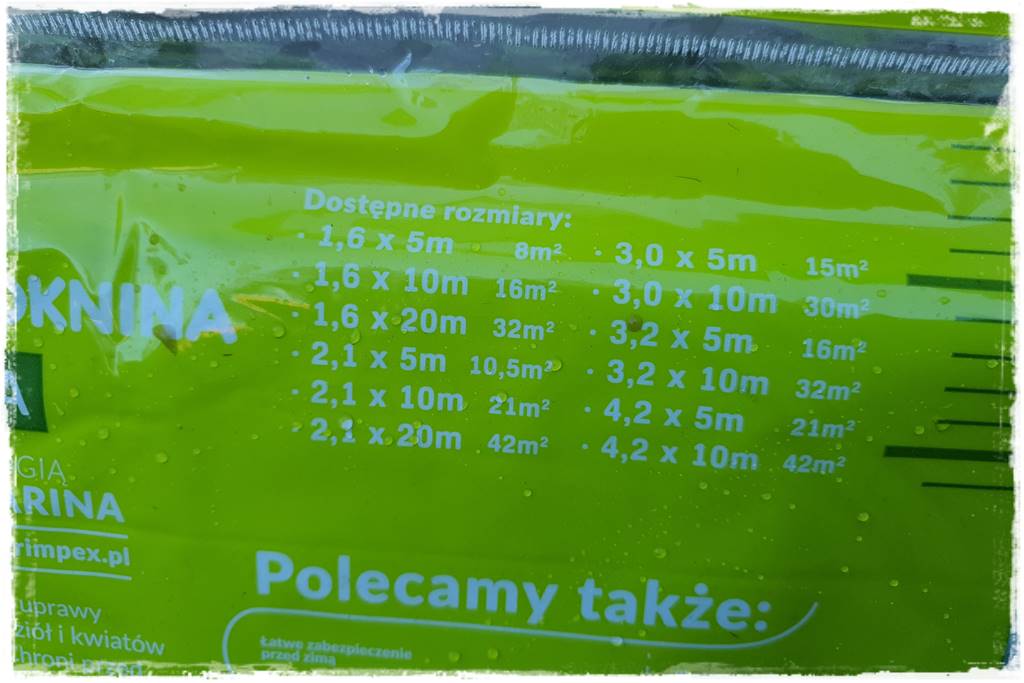 Dostępne rozmiary:
· 1,6 x 5m 8m²
· 1,6 x 10m 16m²
· 1,6 x 20m 32m²
· 2,1 x 5m 10,5m²
· 2,1 x 10m 21m²
· 2,1 x 20m 42m²
· 3,0 x 5m 15m²
· 3,0 x 10m 30m²
· 3,2 x 5m 16m²
· 3,2 x 10m 32m²
· 4,2 x 5m 21m²
· 4,2 x 10m 42m²
OKNINA
A
GIĄ
ARINA
rimpex.pl
uprawy
ziół i kwiatów
hroni przed
Polecamy także:
Łatwe zabezpieczenie
przed zimą